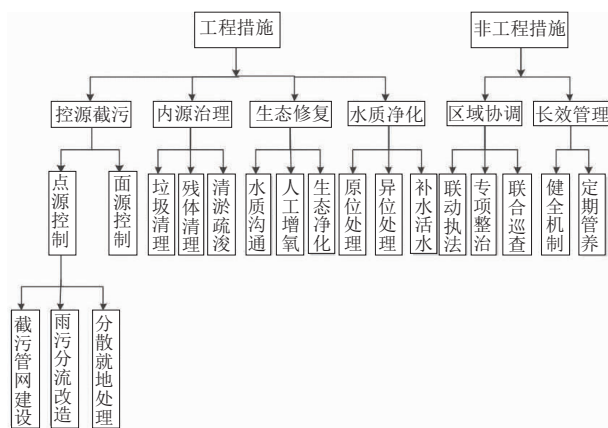 工程措施
非工程措施
控源截污
内源治理
生态修复
水质净化
区域协调
长效管理
点源控制
面源控制
垃圾清理
残体清理
清淤疏浚
水质沟通
人工增氧
生态净化
原位处理
异位处理
补水活水
联动执法
专项整治
联合巡查
健全机制
定期管养
截污管网建设
雨污分流改造
分散就地处理